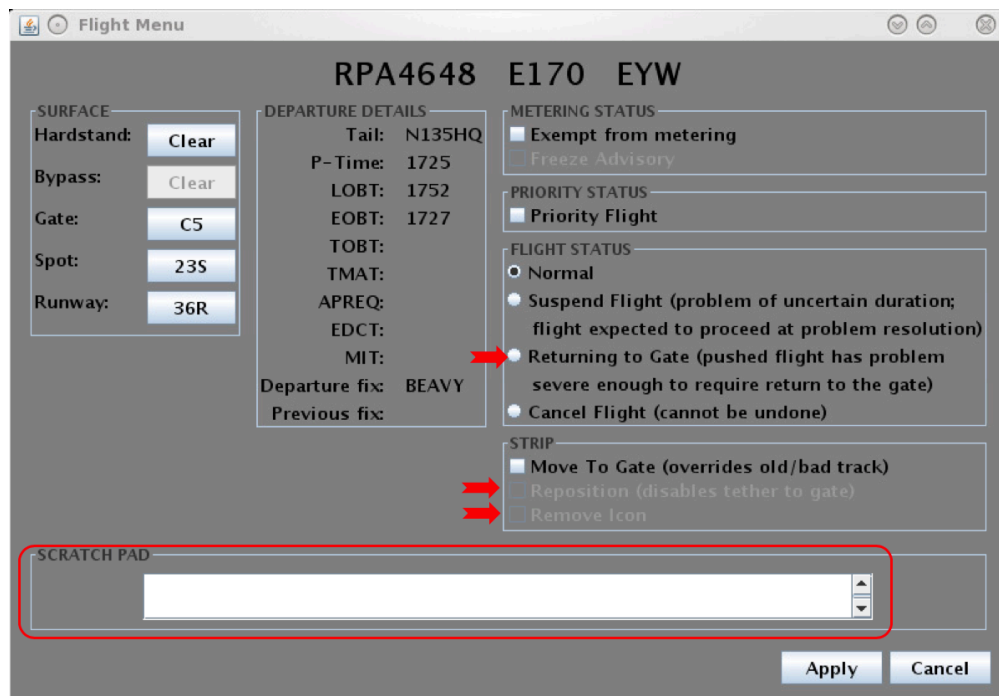 Flight Menu
RPA4648 E170 EYW
SURFACE
Hardstand: Clear
Bypass: Clear
Gate: C5
Spot: 23S
Runway: 36R
DEPARTURE DETAILS
Tail: N135HQ
P-Time: 1725
LOBT: 1752
EOBT: 1727
TOBT:
TMAT:
APREQ:
EDCT:
MIT:
Departure fix: BEAVY
Previous fix:
METERING STATUS
Exempt from metering
Freeze Advisory
PRIORITY STATUS
Priority Flight
FLIGHT STATUS
Normal
Suspend Flight (problem of uncertain duration;
flight expected to proceed at problem resolution)
Returning to Gate (pushed flight has problem
severe enough to require return to the gate)
Cancel Flight (cannot be undone)
STRIP
Move To Gate (overrides old/bad track)
Reposition (disables tether to gate)
Remove Icon
SCRATCH PAD
Apply Cancel